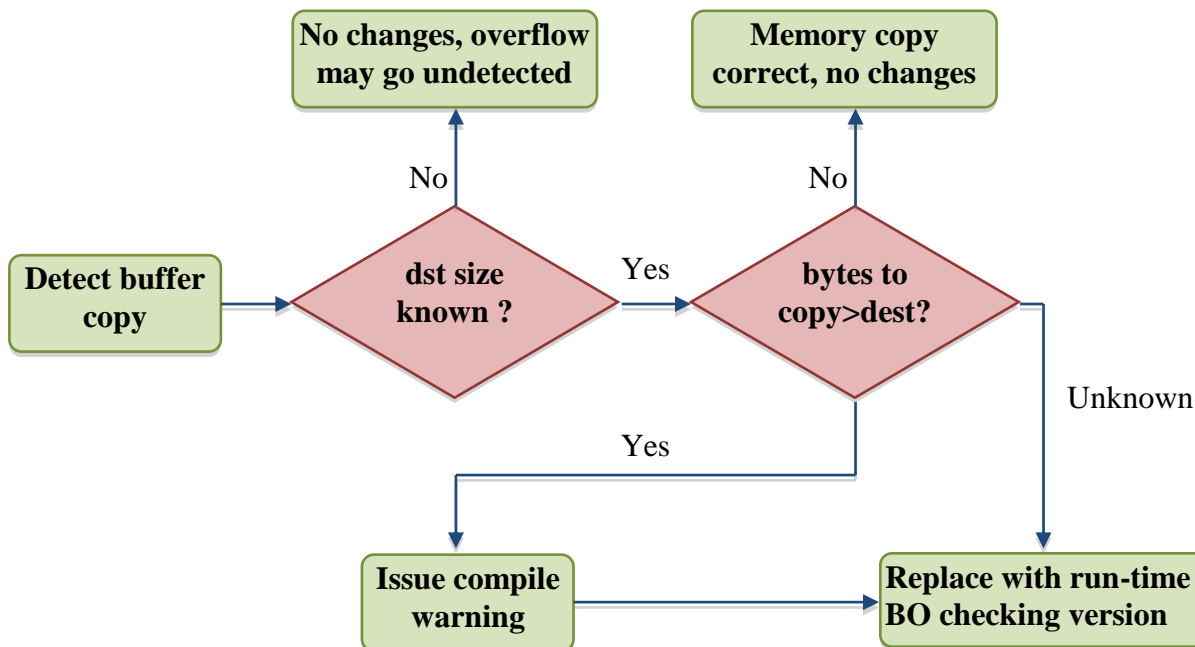 No changes, overflow
may go undetected
Memory copy
correct, no changes
No
No
Detect buffer
copy
dst size
known ?
Yes
bytes to
copy>dest?
Unknown
Yes
Issue compile
warning
Replace with run-time
BO checking version